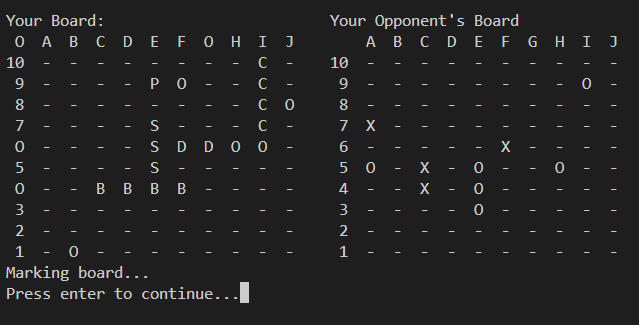 Your Board: Your Opponent's Board
O A B C D E F O H I J A B C D E F G H I J
10 - - - - - - - - C - 10 - - - - - - - - - -
9 - - - - P O - - C - 9 - - - - - - - - O -
8 - - - - - - - - C O 8 - - - - - - - - - -
7 - - - - S - - - C - 7 X - - - - - - - - -
O - - - - S D D O O - 6 - - - - - X - - - -
5 - - - - S - - - - - 5 O - X - O - - O - -
O - - B B B B - - - - 4 - - X - O - - - - -
3 - - - - - - - - - - 3 - - - - O - - - - -
2 - - - - - - - - - - 2 - - - - - - - - - -
1 - O - - - - - - - - 1 - - - - - - - - - -
Marking board...
Press enter to continue...